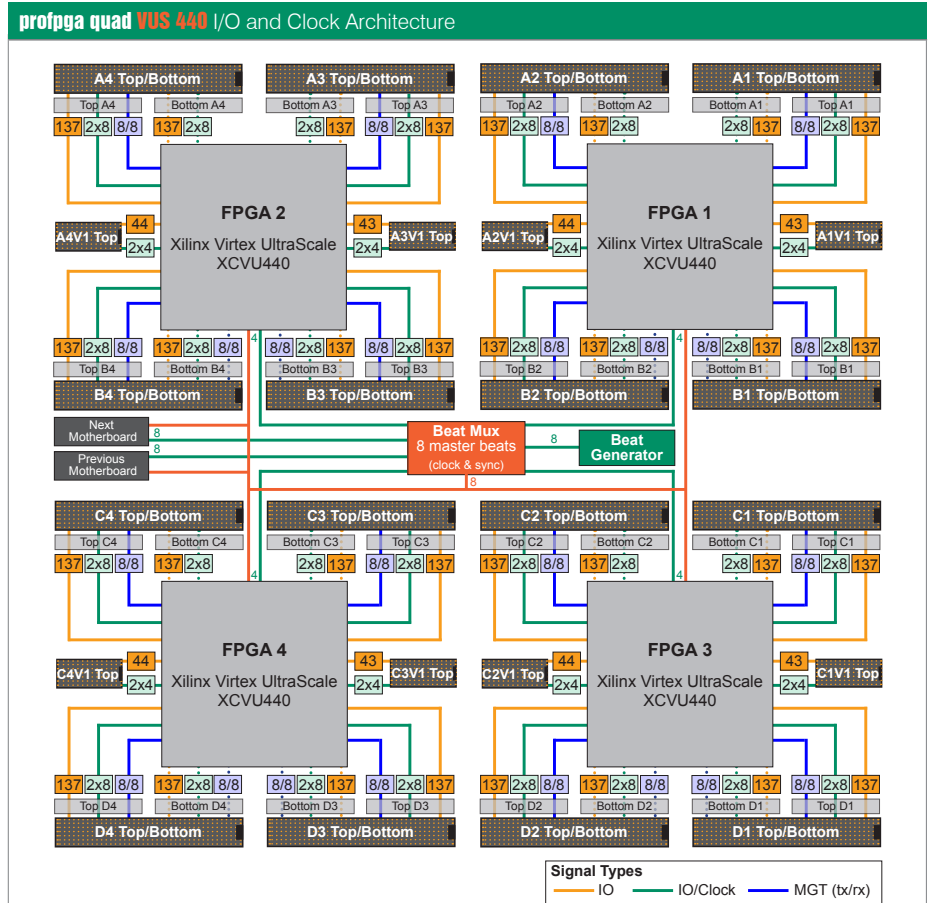 profpga quad VUS 440 I/O and Clock Architecture
A4 Top/Bottom A3 Top/Bottom A2 Top/Bottom A1 Top/Bottom
Top A4 Bottom A4 Bottom A3 Top A3 Top A2 Bottom A2 Bottom A1 Top A1
137 2x8 8/8 137 2x8 2x8 137 8/8 2x8 137 137 2x8 8/8 137 2x8 2x8 137 8/8 2x8 137
FPGA 2 FPGA 1
44 43 44 43
A4V1 Top Xilinx Virtex UltraScale A3V1 Top A2V1 Top Xilinx Virtex UltraScale A1V1 Top
2x4 XCVU440 2x4 2x4 XCVU440 2x4
4 4
137 2x8 8/8 137 2x8 8/8 8/8 2x8 137 8/8 2x8 137 137 2x8 8/8 137 2x8 8/8 8/8 2x8 137 8/8 2x8 137
Top B4 Bottom B4 Bottom B3 Top B3 Top B2 Bottom B2 Bottom B1 Top B1
B4 Top/Bottom B3 Top/Bottom B2 Top/Bottom B1 Top/Bottom
Next
Motherboard
8
8
Previous
Motherboard
Beat Mux
8 master beats
(clock & sync)
8
8
Beat
Generator
C4 Top/Bottom C3 Top/Bottom C2 Top/Bottom C1 Top/Bottom
Top C4 Bottom C4 Bottom C3 Top C3 Top C2 Bottom C2 Bottom C1 Top C1
137 2x8 8/8 137 2x8 2x8 137 8/8 2x8 137 137 2x8 8/8 137 2x8 2x8 137 8/8 2x8 137
4 4
FPGA 4 FPGA 3
44 43 44 43
C4V1 Top Xilinx Virtex UltraScale C3V1 Top C2V1 Top Xilinx Virtex UltraScale C1V1 Top
2x4 XCVU440 2x4 2x4 XCVU440 2x4
137 2x8 8/8 137 2x8 8/8 8/8 2x8 137 8/8 2x8 137 137 2x8 8/8 137 2x8 8/8 8/8 2x8 137 8/8 2x8 137
Top D4 Bottom D4 Bottom D3 Top D3 Top D2 Bottom D2 Bottom D1 Top D1
D4 Top/Bottom D3 Top/Bottom D2 Top/Bottom D1 Top/Bottom
Signal Types
IO IO/Clock MGT (tx/rx)